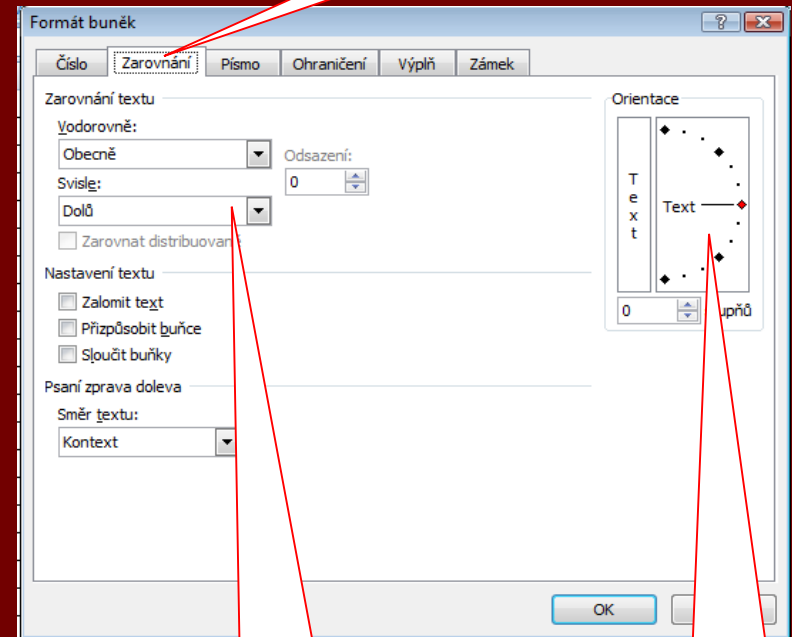 Formát buněk
Číslo Zarovnání Písmo Ohraničení Výplň Zámek
Zarovnání textu
Vodorovně:
Obecně
Odsazení:
Svisle:
0
Dolů
Zarovnat
Nastavení textu
Zalomit text
Přizpůsobit buňce
Sloučit buňky
Psaní zprava doleva
Směr textu:
Kontext
Orientace
Text
Text
0
OK